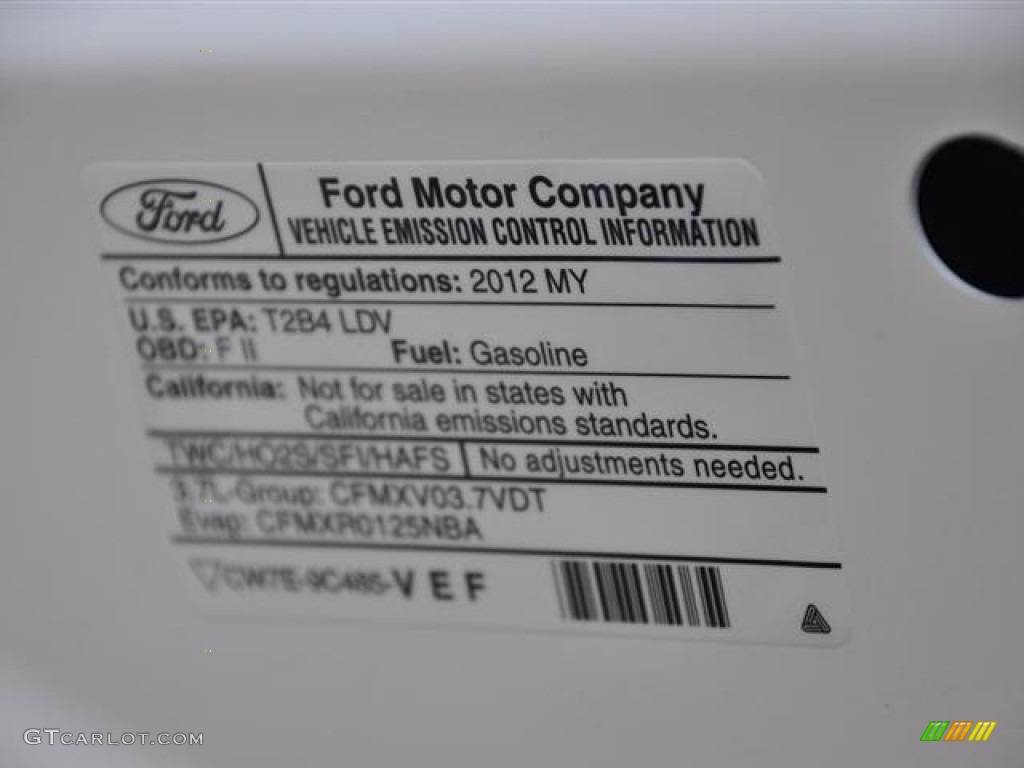 Ford
Ford Motor Company
VEHICLE EMISSION CONTROL INFORMATION
Conforms to regulations: 2012 MY
U.S. EPA: T2B4 LDV
OBD: F II Fuel: Gasoline
California: Not for sale in states with
California emissions standards.
TWC/HO2S/SFI/HAFS No adjustments needed.
3.7L-Group: CFMXV03.7VDT
Evap: CFMXR0125NBA
CW7E-9C485-V E F
GTCARLOT.COM